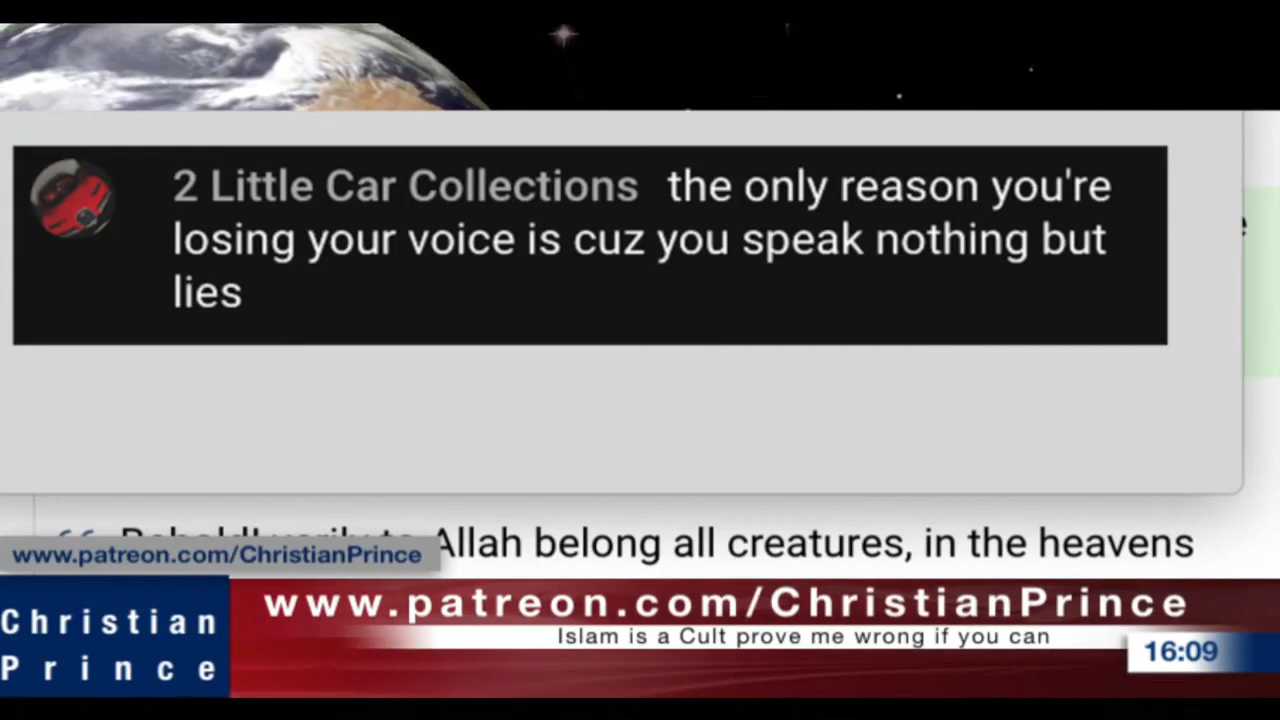 2 Little Car Collections the only reason you're
losing your voice is cuz you speak nothing but
lies
Allah belong all creatures, in the heavens
www.patreon.com/ChristianPrince
Christian
Prince
www.patreon.com/ChristianPrince
Islam is a Cult prove me wrong if you can
16:09